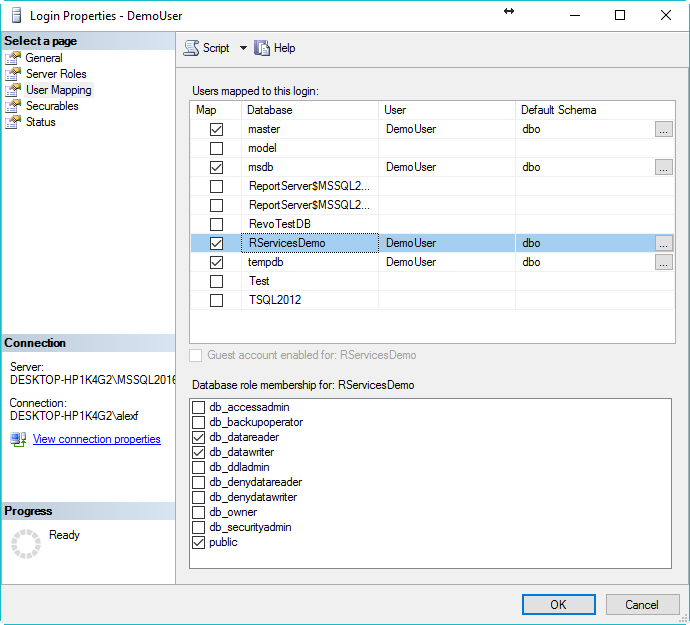 Login Properties - DemoUser
Select a page
General
Server Roles
User Mapping
Securables
Status
Script Help
Users mapped to this login:
Map Database User Default Schema
master DemoUser dbo ...
model
msdb DemoUser dbo ...
ReportServer$MSSQL2...
ReportServer$MSSQL2...
RevoTestDB
RServicesDemo DemoUser dbo ...
tempdb DemoUser dbo ...
Test
TSQL2012
Guest account enabled for: RServicesDemo
Database role membership for: RServicesDemo
db_accessadmin
db_backupoperator
db_datareader
db_datawriter
db_ddladmin
db_denydatareader
db_denydatawriter
db_owner
db_securityadmin
public
Connection
Server:
DESKTOP-HP1K4G2\MSSQL2016
Connection:
DESKTOP-HP1K4G2\alexf
View connection properties
Progress
Ready
OK Cancel